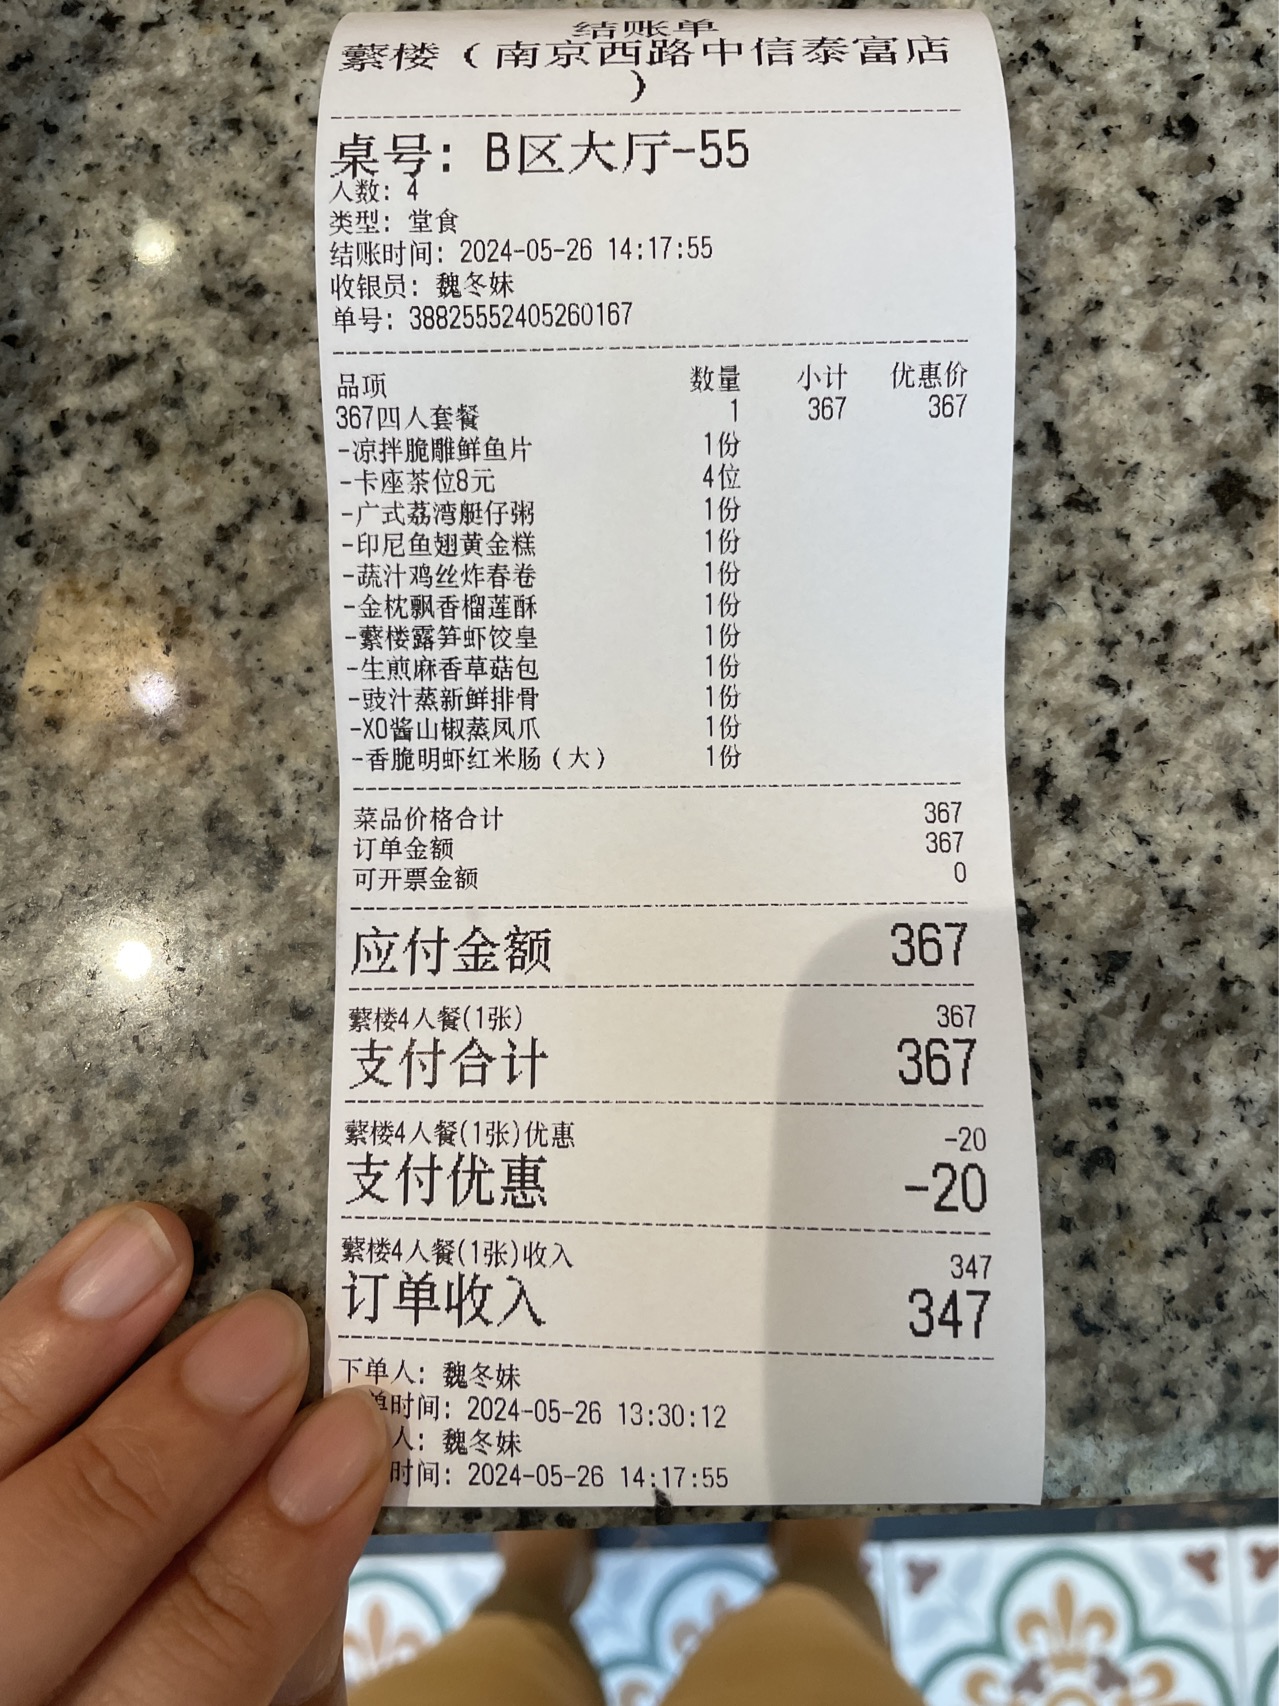 结账单
蘩楼（南京西路中信泰富店
）
桌号: B区大厅-55
人数: 4
类型: 堂食
结账时间: 2024-05-26 14:17:55
收银员: 魏冬妹
单号: 38825552405260167
品项 数量 小计 优惠价
367四人套餐 1 367 367
-凉拌脆雕鲜鱼片 1份
-卡座茶位8元 4位
-广式荔湾艇仔粥 1份
-印尼鱼翅黄金糕 1份
-蔬汁鸡丝炸春卷 1份
-金枕飘香榴莲酥 1份
-蘩楼露笋虾饺皇 1份
-生煎麻香草菇包 1份
-豉汁蒸新鲜排骨 1份
-XO酱山椒蒸凤爪 1份
-香脆明虾红米肠（大） 1份
菜品价格合计 367
订单金额 367
可开票金额 0
应付金额 367
蘩楼4人餐(1张) 367
支付合计 367
蘩楼4人餐(1张)优惠 -20
支付优惠 -20
蘩楼4人餐(1张)收入 347
订单收入 347
下单人: 魏冬妹
单时间: 2024-05-26 13:30:12
人: 魏冬妹
时间: 2024-05-26 14:17:55